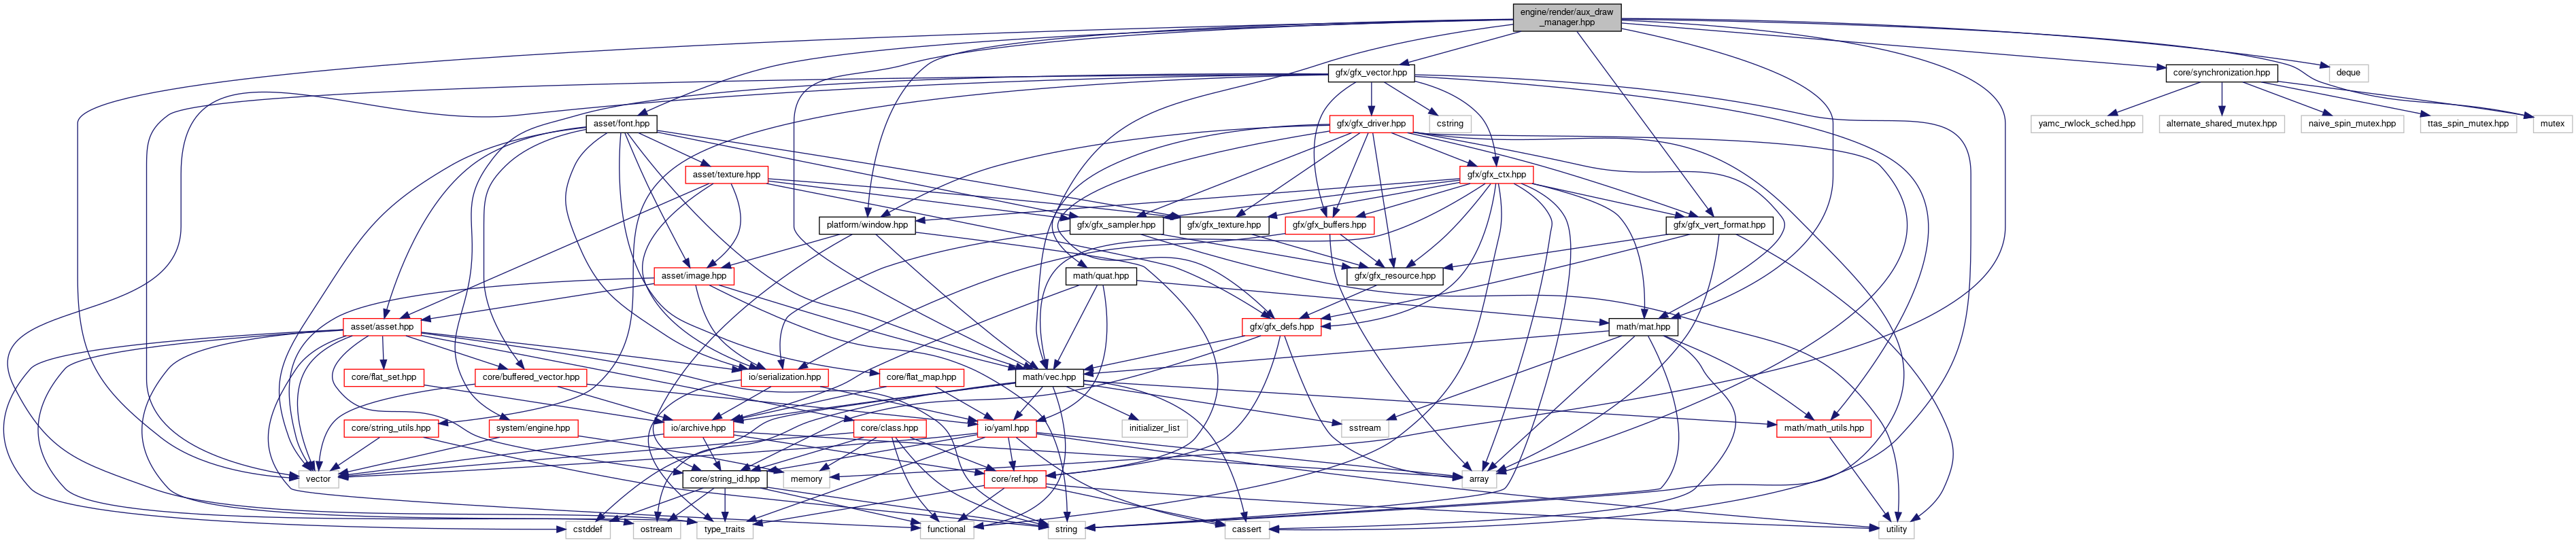 engine/render/aux_draw
_manager.hpp
gfx/gfx_vector.hpp
core/synchronization.hpp
deque
asset/font.hpp
gfx/gfx_driver.hpp
cstring
yamc_rwlock_sched.hpp
alternate_shared_mutex.hpp
naive_spin_mutex.hpp
ttas_spin_mutex.hpp
mutex
asset/texture.hpp
gfx/gfx_ctx.hpp
platform/window.hpp
gfx/gfx_sampler.hpp
gfx/gfx_texture.hpp
gfx/gfx_buffers.hpp
gfx/gfx_vert_format.hpp
asset/image.hpp
math/quat.hpp
gfx/gfx_resource.hpp
asset/asset.hpp
gfx/gfx_defs.hpp
math/mat.hpp
core/flat_set.hpp
core/buffered_vector.hpp
io/serialization.hpp
core/flat_map.hpp
math/vec.hpp
core/string_utils.hpp
system/engine.hpp
io/archive.hpp
core/class.hpp
io/yaml.hpp
initializer_list
sstream
math/math_utils.hpp
vector
core/string_id.hpp
memory
core/ref.hpp
array
cstddef
ostream
type_traits
functional
string
cassert
utility